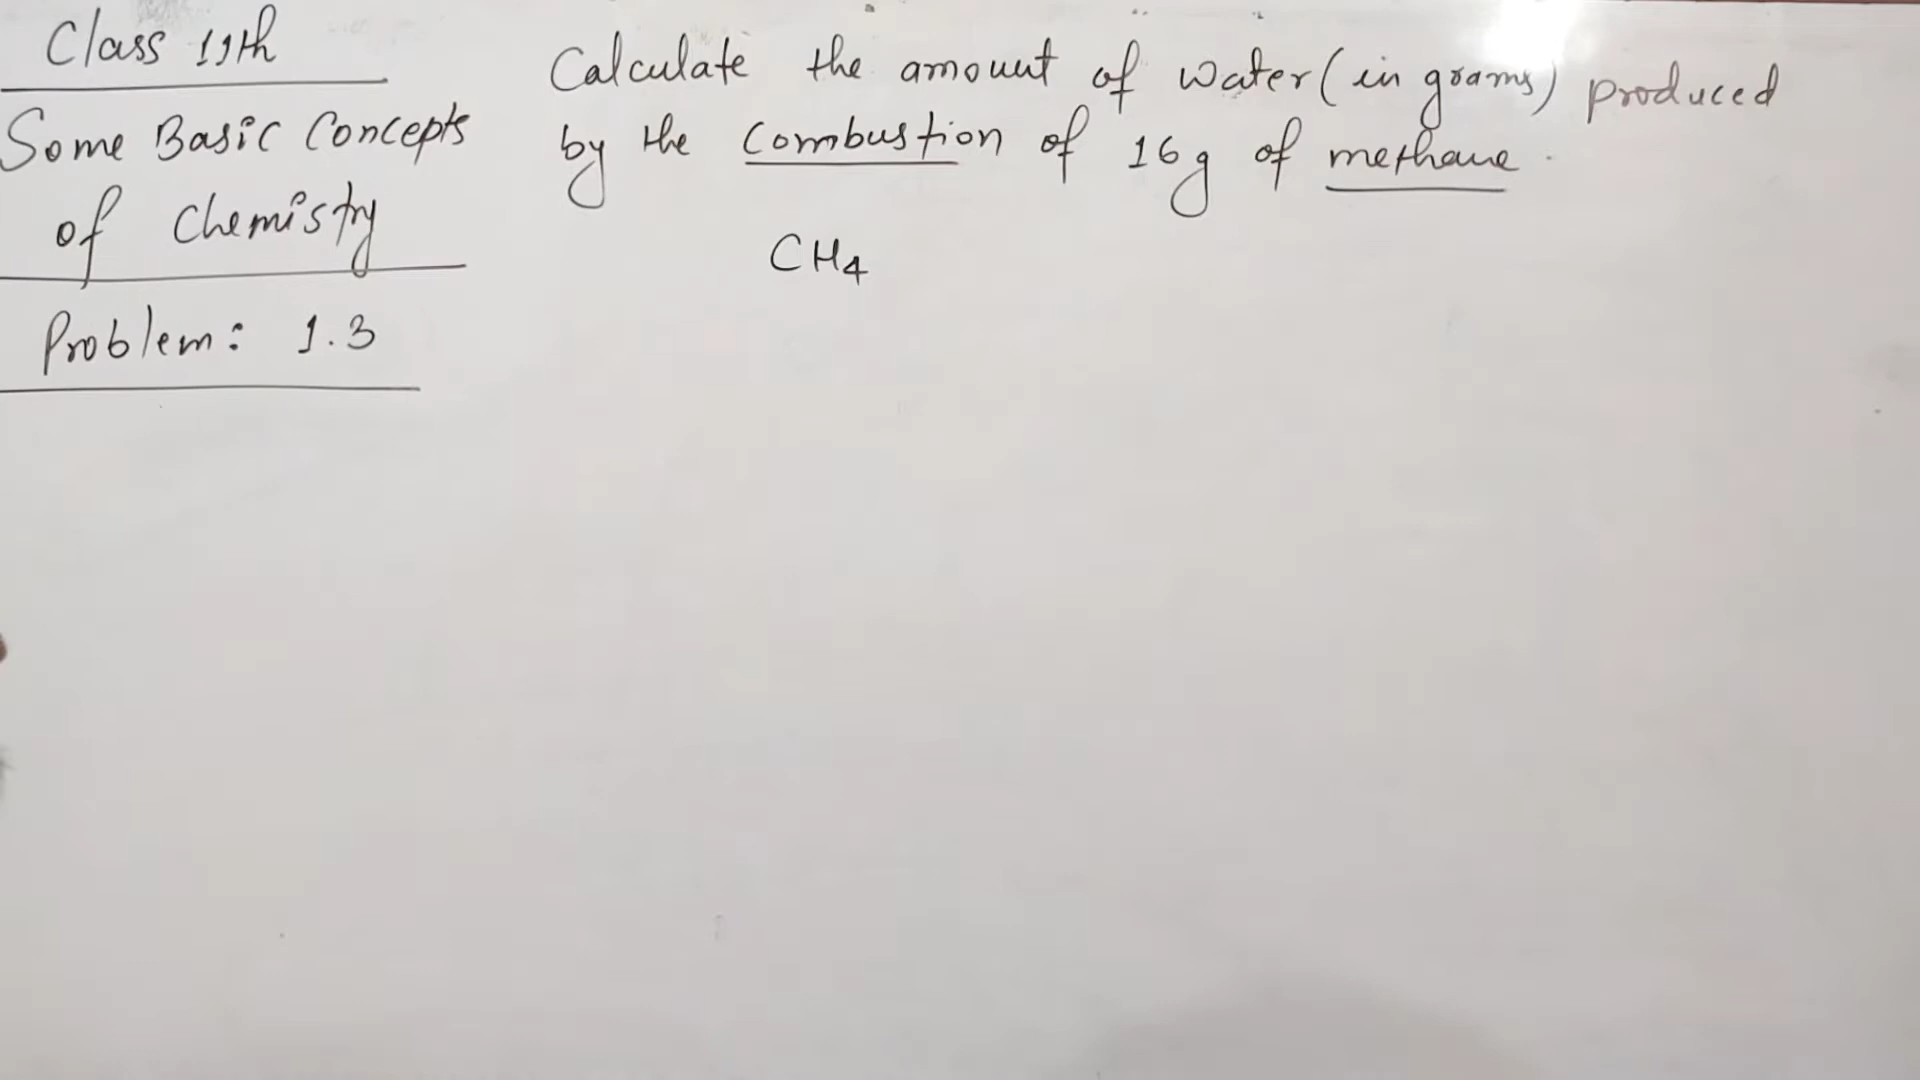 Class 11th
Some Basic Concepts
of Chemistry
Problem: 1.3
Calculate the amount of water (in grams) produced
by the combustion of 16g of methane.
CH4